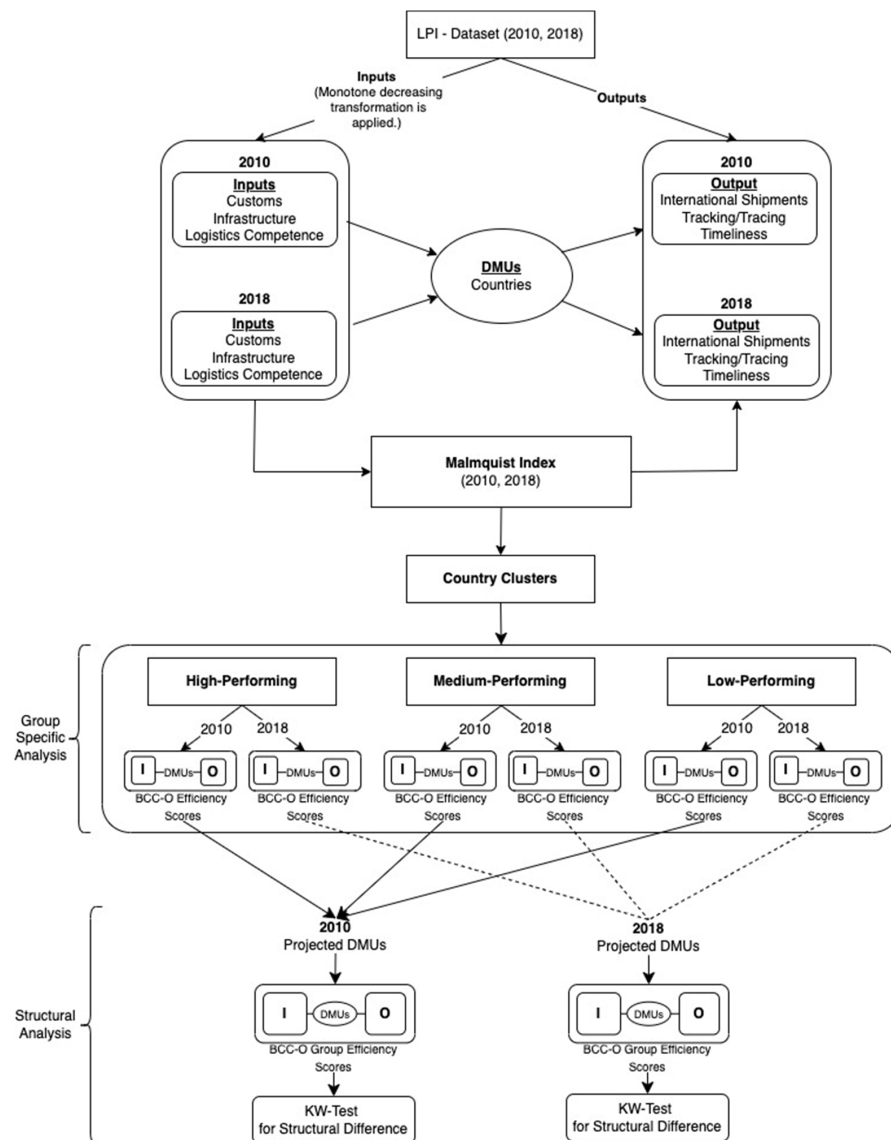 LPI - Dataset (2010, 2018)
Inputs
(Monotone decreasing
transformation is
applied.)
Outputs
2010
Inputs
Customs
Infrastructure
Logistics Competence
2018
Inputs
Customs
Infrastructure
Logistics Competence
DMUs
Countries
2010
Output
International Shipments
Tracking/Tracing
Timeliness
2018
Output
International Shipments
Tracking/Tracing
Timeliness
Malmquist Index
(2010, 2018)
Country Clusters
Group
Specific
Analysis
High-Performing
Medium-Performing
Low-Performing
2010
2018
2010
2018
2010
2018
I DMUs O
I DMUs O
I DMUs O
I DMUs O
I DMUs O
I DMUs O
BCC-O Efficiency
Scores
BCC-O Efficiency
Scores
BCC-O Efficiency
Scores
BCC-O Efficiency
Scores
BCC-O Efficiency
Scores
BCC-O Efficiency
Scores
Structural
Analysis
2010
Projected DMUs
I DMUs O
BCC-O Group Efficiency
Scores
KW-Test
for Structural Difference
2018
Projected DMUs
I DMUs O
BCC-O Group Efficiency
Scores
KW-Test
for Structural Difference